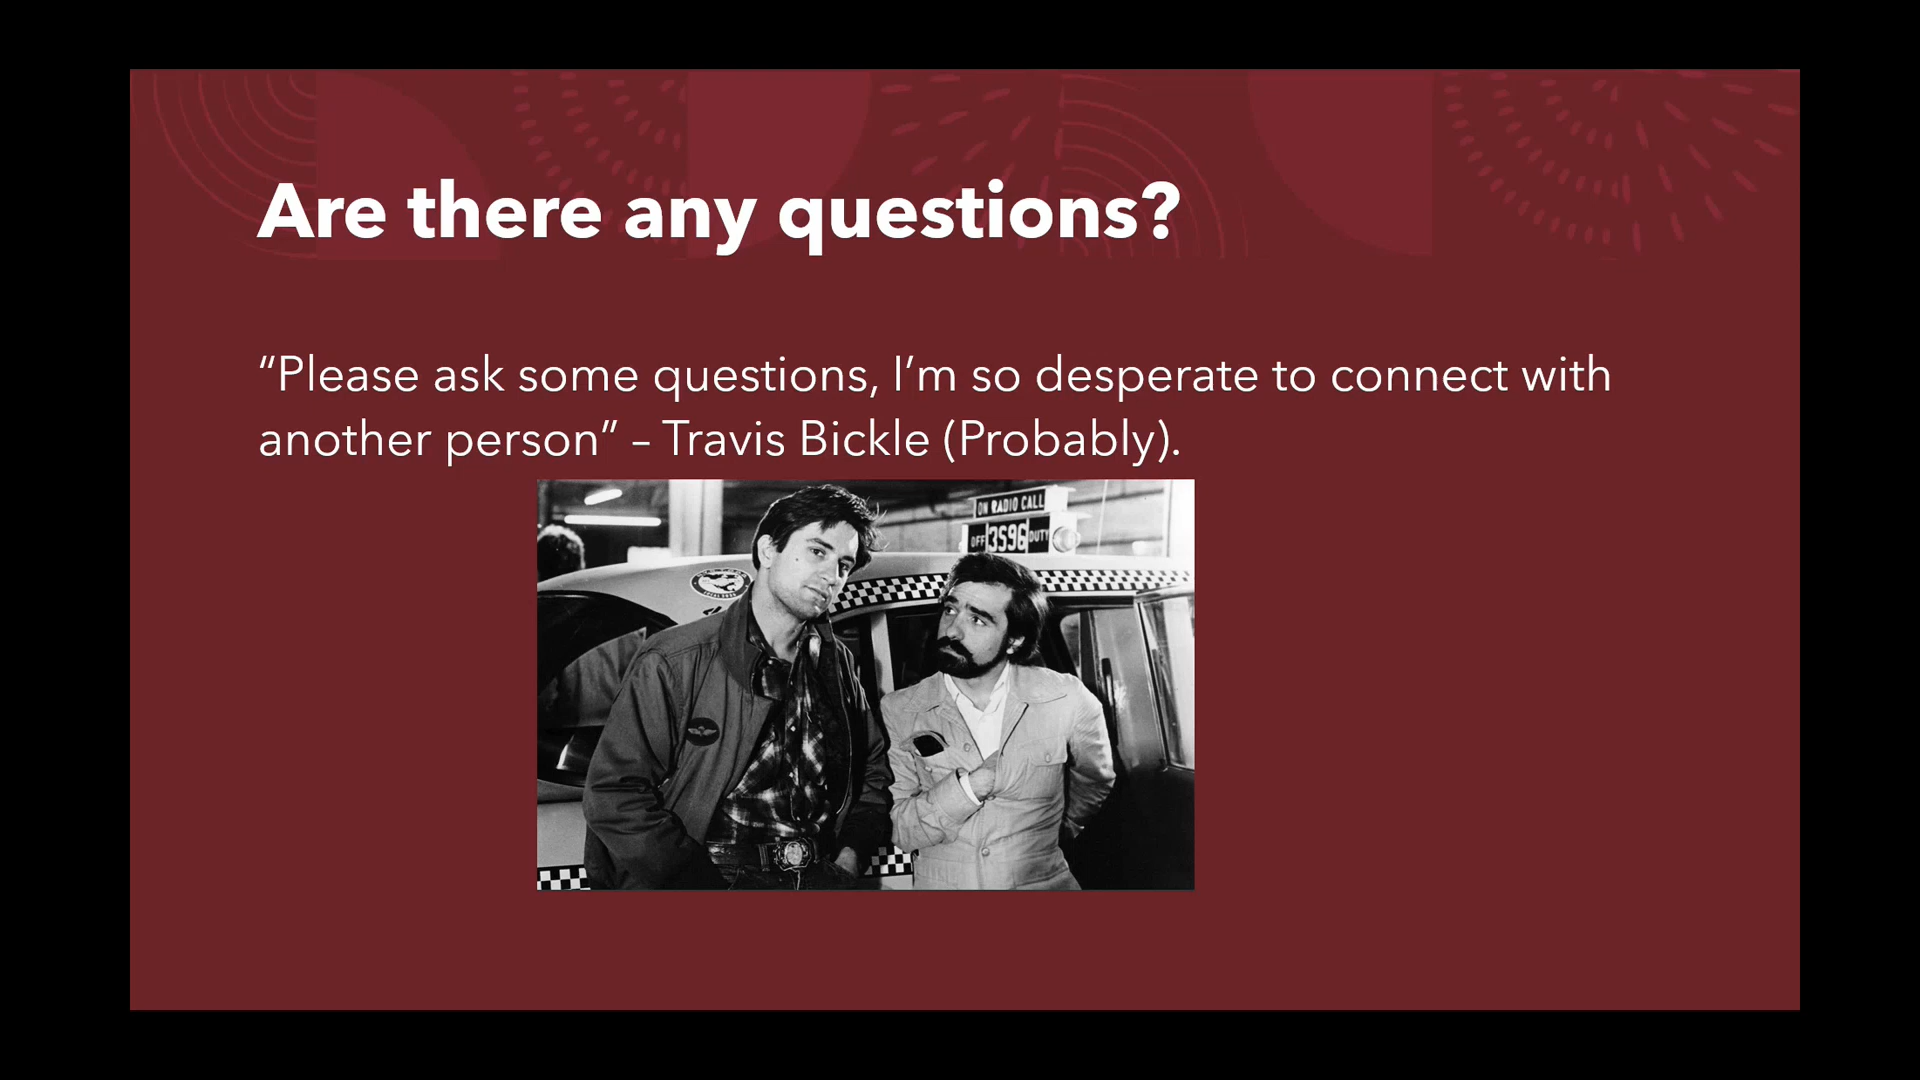 Are there any questions?
“Please ask some questions, I’m so desperate to connect with
another person” – Travis Bickle (Probably).
ON RADIO CALL
OFF 3S96 DUTY